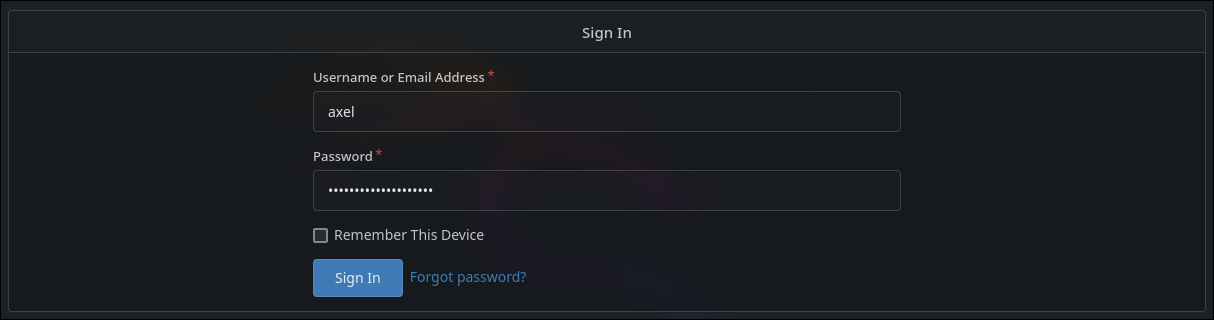 Sign In
Username or Email Address *
axel
Password *
••••••••••••••••••••
Remember This Device
Sign In Forgot password?